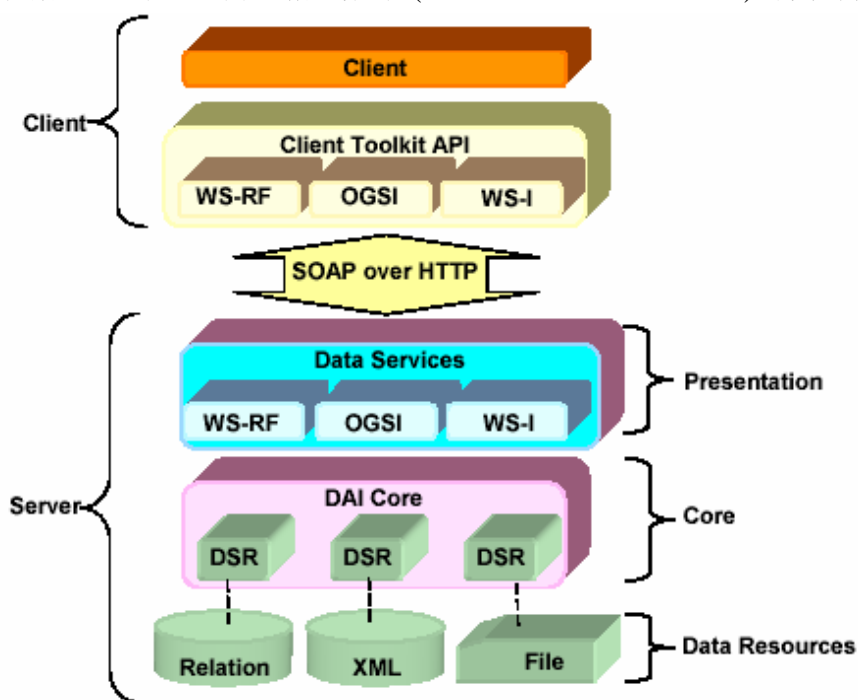 Client
Client
Client Toolkit API
WS-RF
OGSI
WS-I
SOAP over HTTP
Data Services
WS-RF
OGSI
WS-I
Presentation
Server
DAI Core
DSR
DSR
DSR
Core
Relation
XML
File
Data Resources